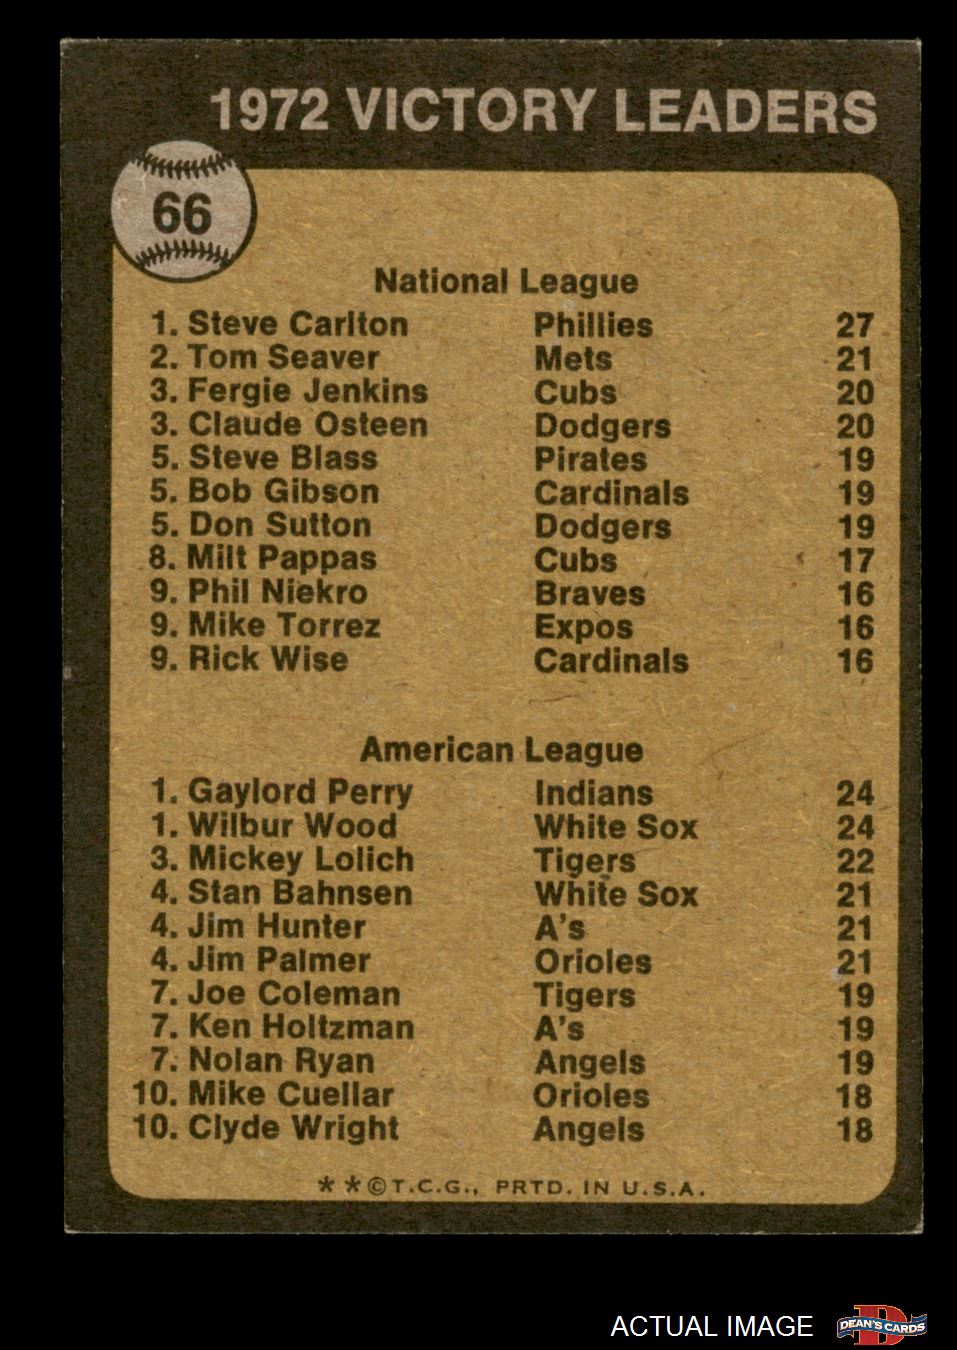 1972 VICTORY LEADERS
66
National League
1. Steve Carlton Phillies 27
2. Tom Seaver Mets 21
3. Fergie Jenkins Cubs 20
3. Claude Osteen Dodgers 20
5. Steve Blass Pirates 19
5. Bob Gibson Cardinals 19
5. Don Sutton Dodgers 19
8. Milt Pappas Cubs 17
9. Phil Niekro Braves 16
9. Mike Torrez Expos 16
9. Rick Wise Cardinals 16
American League
1. Gaylord Perry Indians 24
1. Wilbur Wood White Sox 24
3. Mickey Lolich Tigers 22
4. Stan Bahnsen White Sox 21
4. Jim Hunter A's 21
4. Jim Palmer Orioles 21
7. Joe Coleman Tigers 19
7. Ken Holtzman A's 19
7. Nolan Ryan Angels 19
10. Mike Cuellar Orioles 18
10. Clyde Wright Angels 18
**©T.C.G., PRTD. IN U.S.A.
ACTUAL IMAGE
D
DEAN'S CARDS